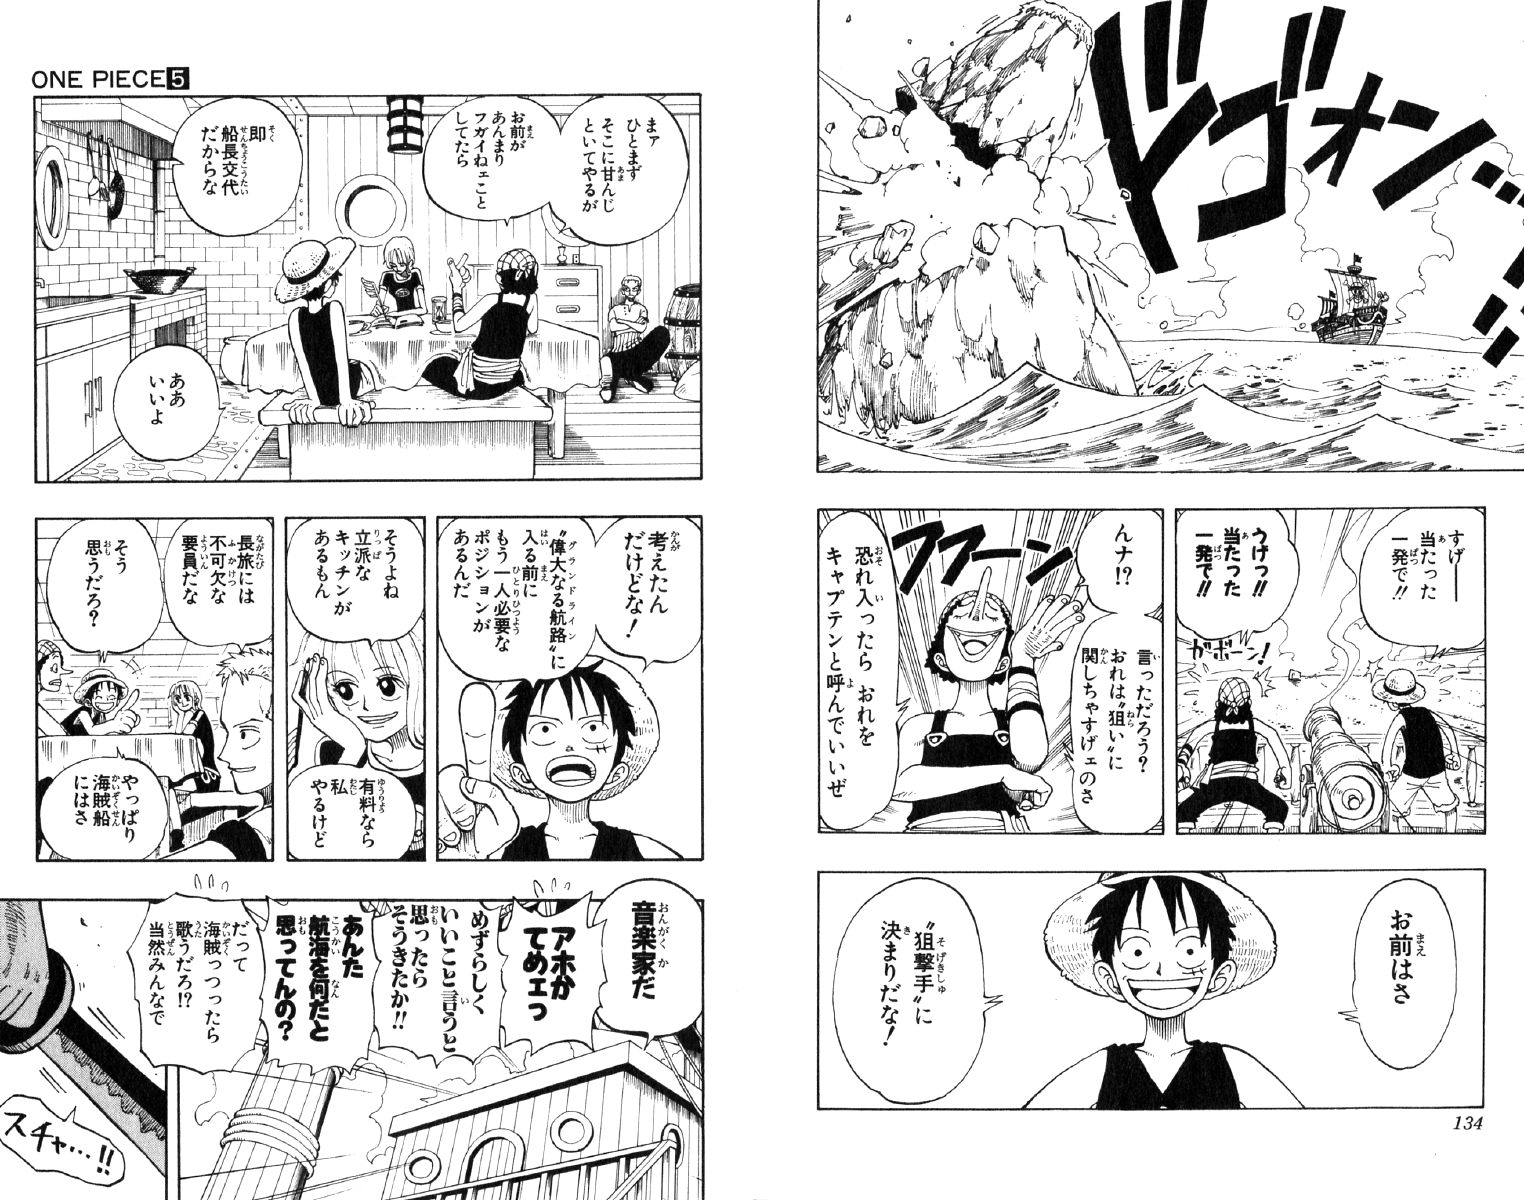 ドゴオン…!!
すげ――
当たった
一発で!!
うけっ!!
当たった
一発で!!
ガボーン!
んナ!?
言っただろう?
おれは〝狙い〟に
関しちゃすげェのさ
フフーン
恐れ入ったら おれを
キャプテンと呼んでいいぜ
お前はさ
〝狙撃手〟に
決まりだな!
134
ONE PIECE 5
まァ
ひとまず
そこに甘んじ
といてやるが
お前が
あんまり
フガイねェこと
してたら
即
船長交代
だからな
ああ
いいよ
考えたん
だけどな!
〝偉大なる航路〟に
入る前に
もう一人必要な
ポジションが
あるんだ
そうよね
立派な
キッチンが
あるもん
有料なら
私
やるけど
長旅には
不可欠な
要員だな
そう
思うだろ?
やっぱり
海賊船
にはさ
音楽家だ
アホか
てめェっ
めずらしく
いいこと言うと
思ったら
そうきたか!!
あんた
航海を何だと
思ってんの?
だって
海賊っつったら
歌うだろ!?
当然みんなで
スチャ…!!